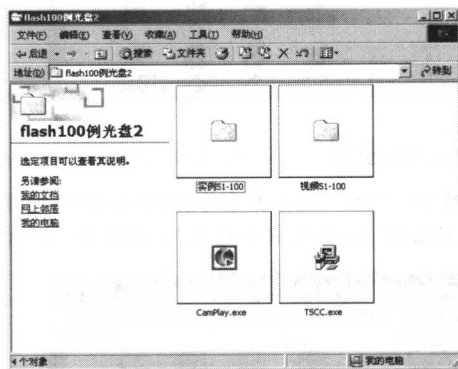 flash100例光盘2
文件(F) 编辑(E) 查看(V) 收藏(A) 工具(T) 帮助(H)
后退 搜索 文件夹
地址(D) flash100例光盘2 转到
flash100例光盘2
选定项目可以查看其说明。
另请参阅:
我的文档
网上邻居
我的电脑
实例51-100 视频51-100
CamPlay.exe TSCC.exe
4 个对象 我的电脑